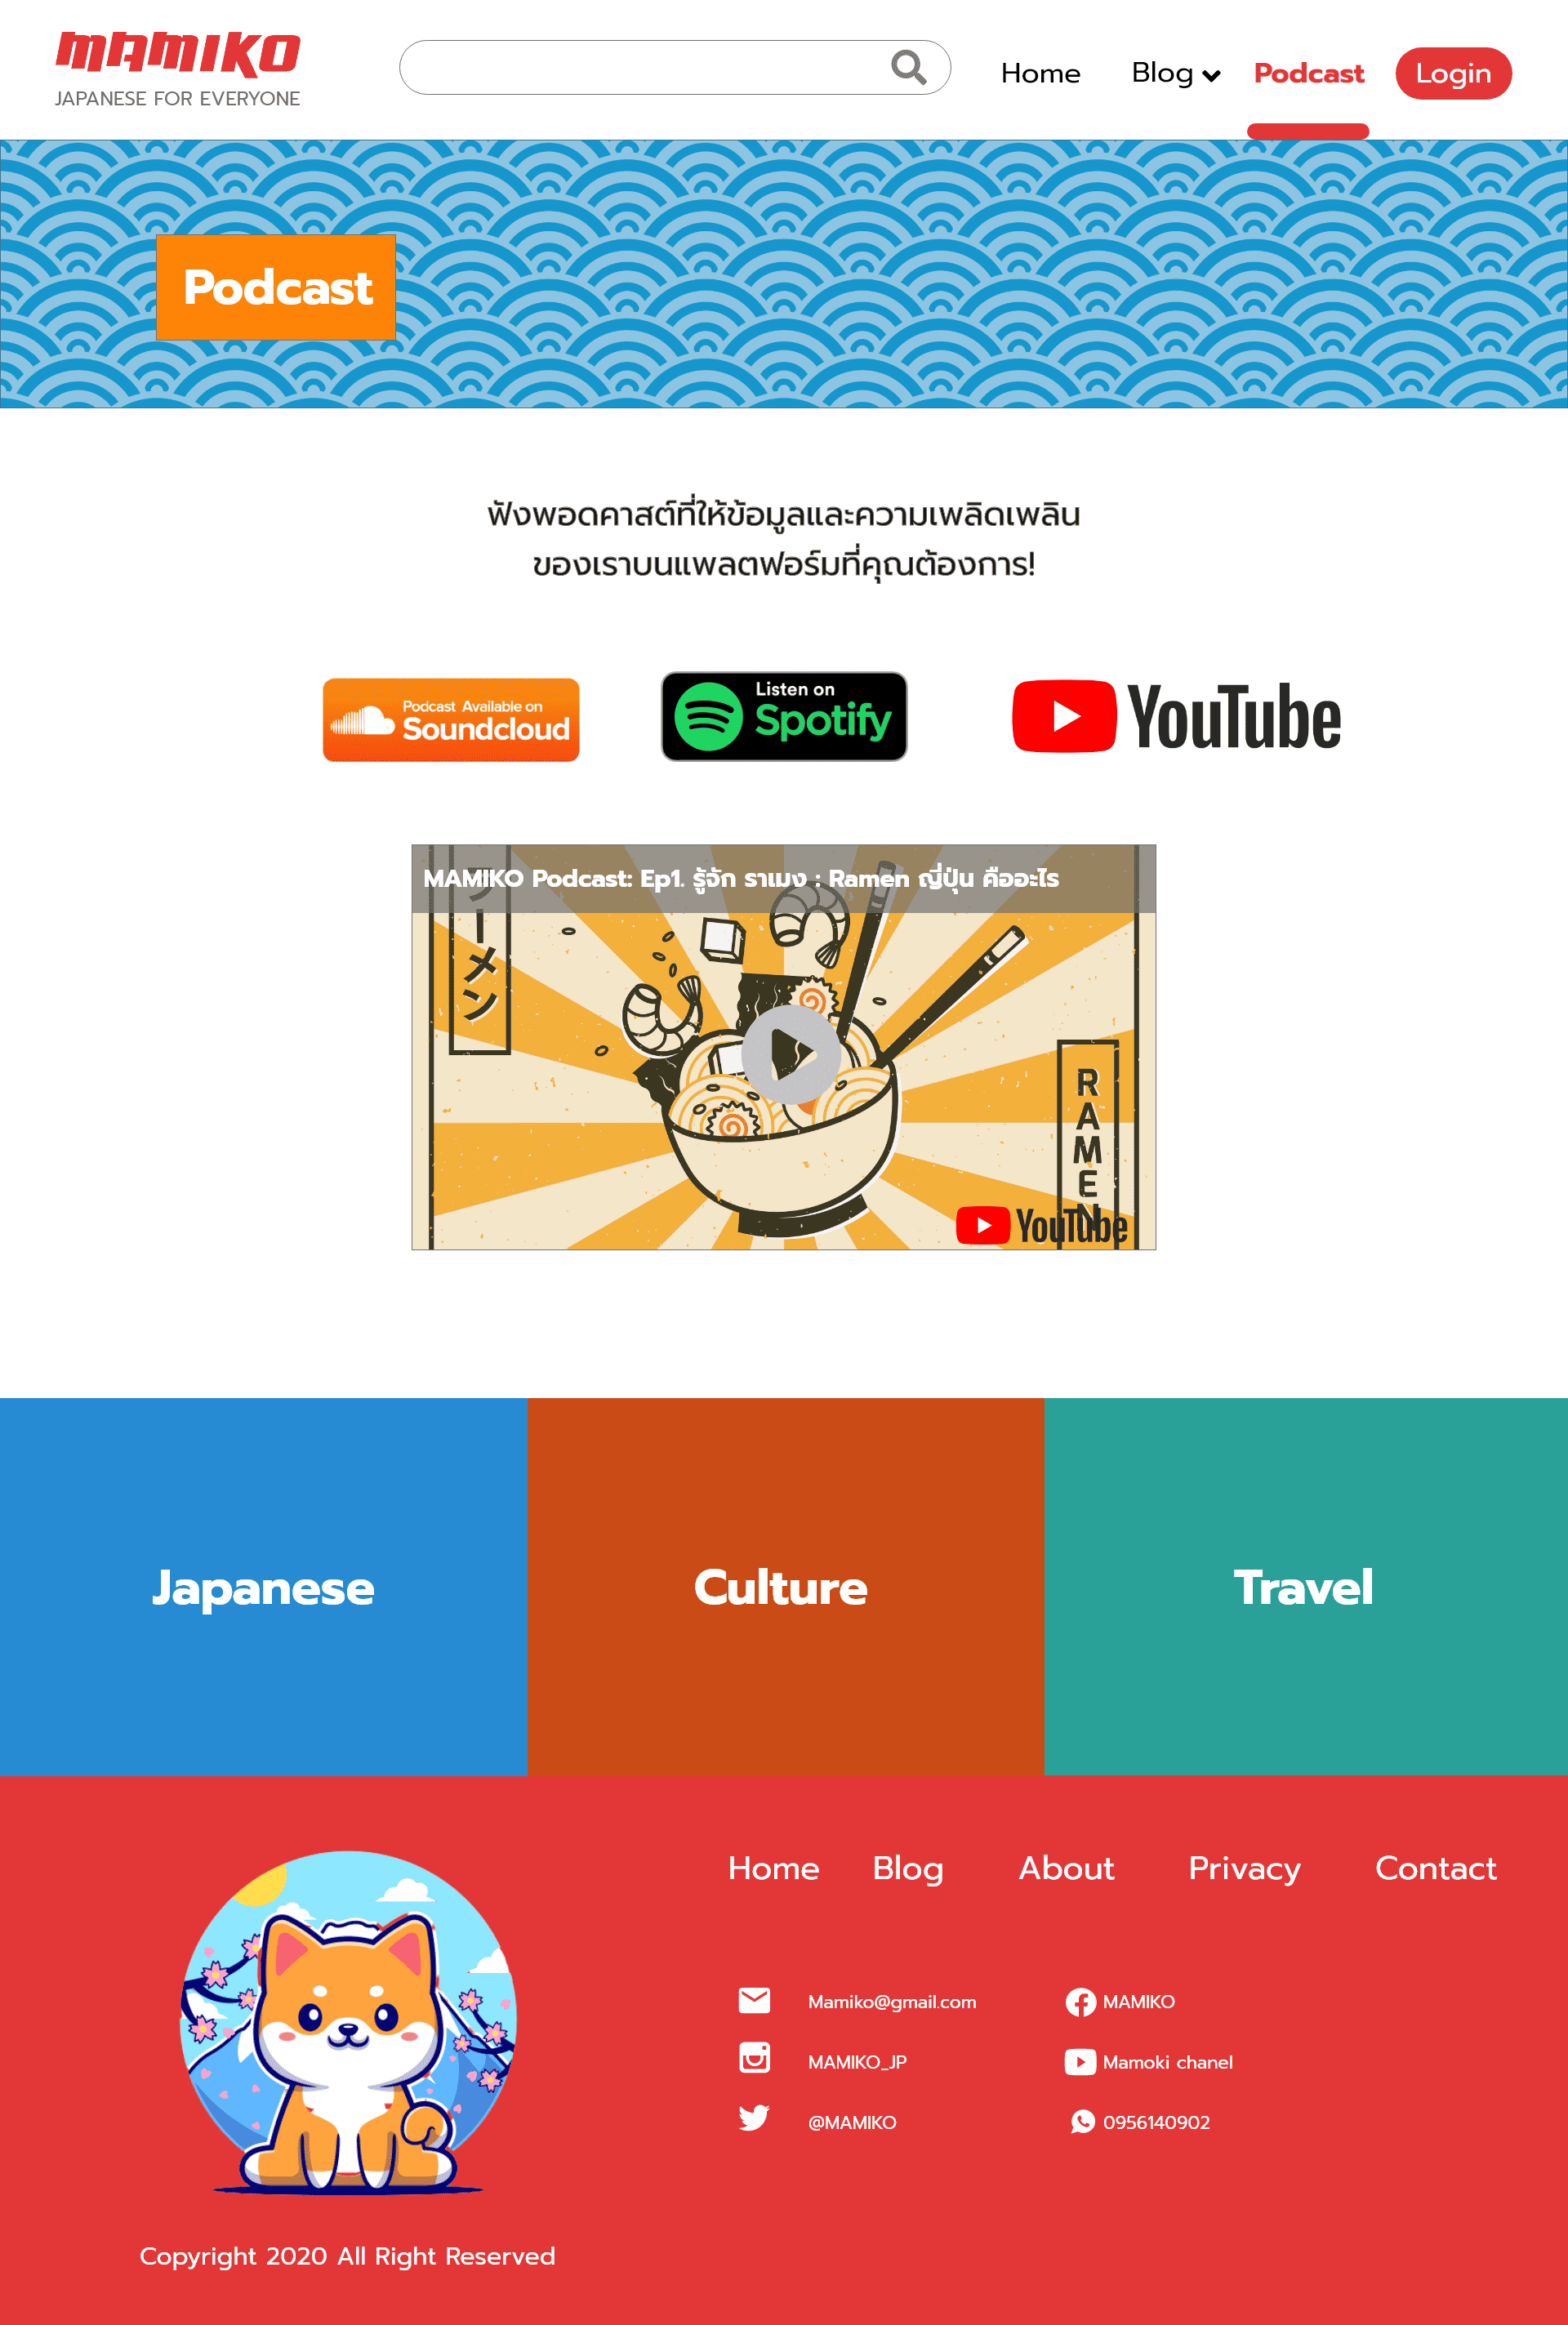 MAMIKO
JAPANESE FOR EVERYONE
Home
Blog
Podcast
Login
Podcast
ฟังพอดคาสต์ที่ให้ข้อมูลและความเพลิดเพลิน
ของเราบนแพลตฟอร์มที่คุณต้องการ!
Podcast Available on
Soundcloud
Listen on
Spotify
YouTube
MAMIKO Podcast: Ep1. รู้จัก ราเมง : Ramen ญี่ปุ่น คืออะไร
ラーメン
RAMEN
YouTube
Japanese
Culture
Travel
Home
Blog
About
Privacy
Contact
Mamiko@gmail.com
MAMIKO
MAMIKO_JP
Mamoki chanel
@MAMIKO
0956140902
Copyright 2020 All Right Reserved